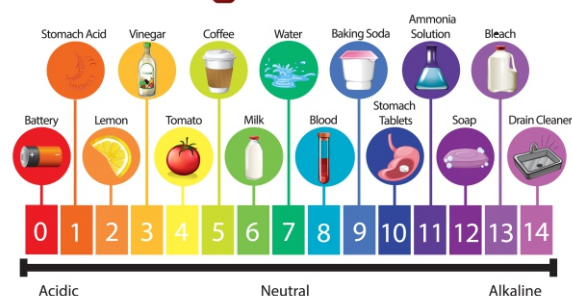 Ammonia
Solution
Stomach Acid
Vinegar
Coffee
Water
Baking Soda
Bleach
Battery
Lemon
Tomato
Milk
Blood
Stomach
Tablets
Soap
Drain Cleaner
0 1 2 3 4 5 6 7 8 9 10 11 12 13 14
Acidic
Neutral
Alkaline